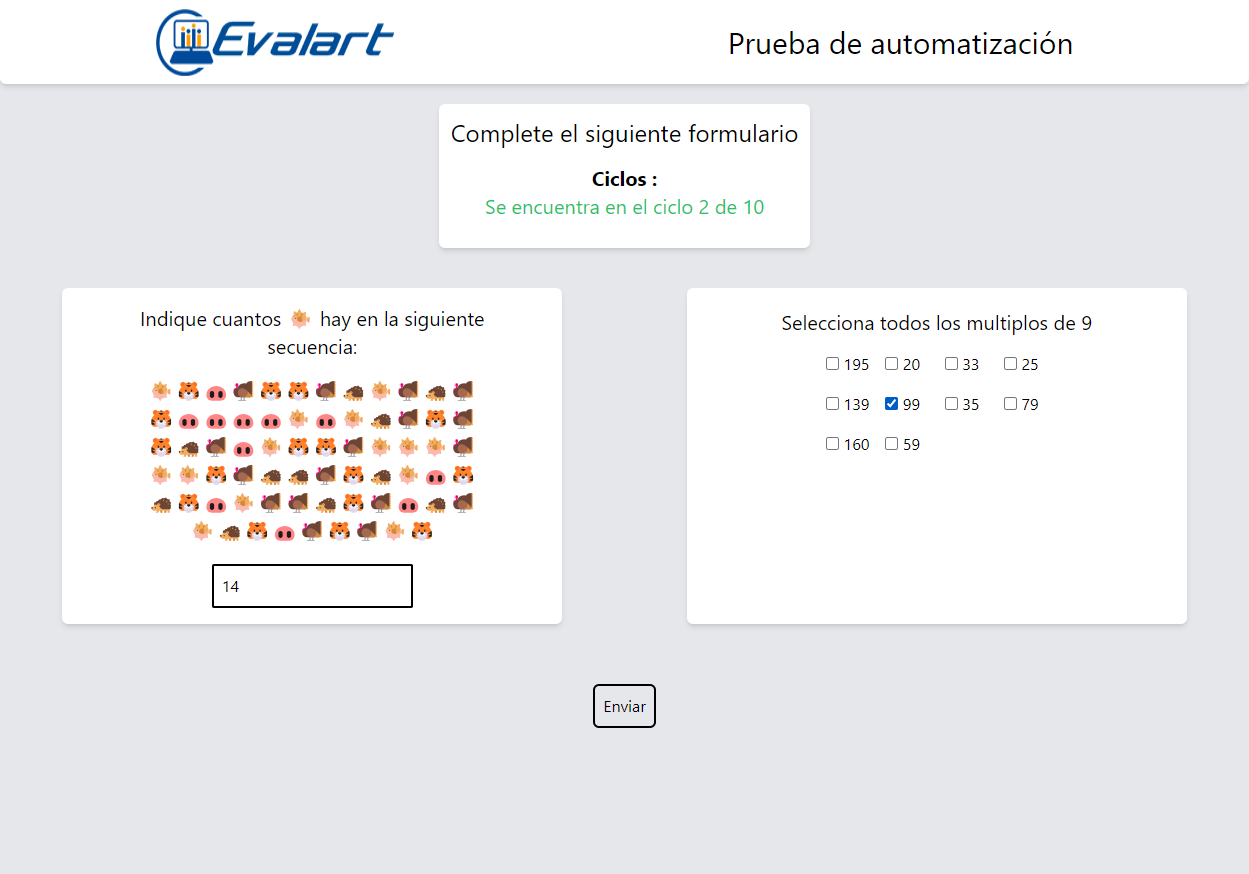 Evalart
Prueba de automatización
Complete el siguiente formulario
Ciclos :
Se encuentra en el ciclo 2 de 10
Indique cuantos 🐡 hay en la siguiente
secuencia:
14
Selecciona todos los multiplos de 9
195 20 33 25
139 99 35 79
160 59
Enviar